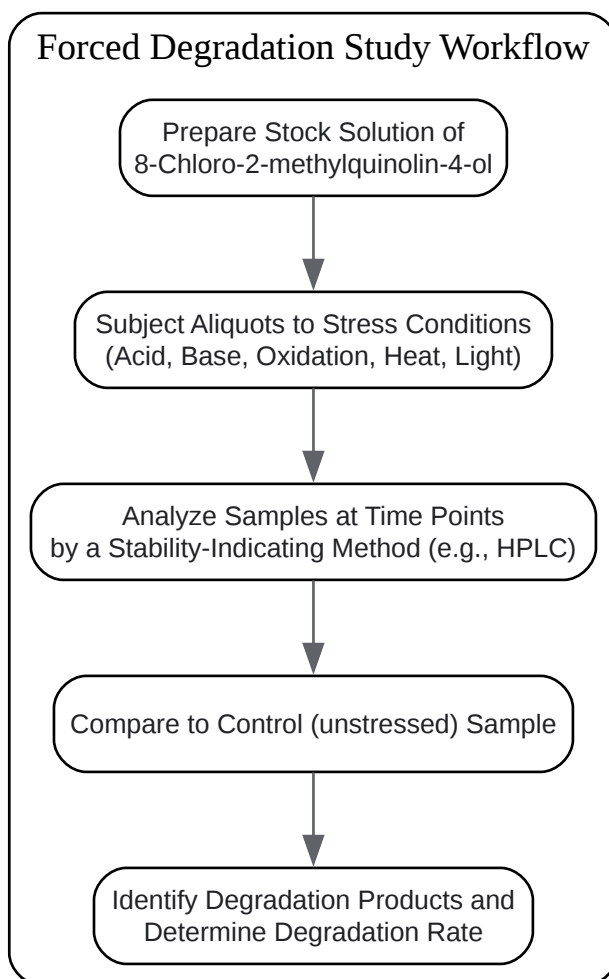 Forced Degradation Study Workflow
Prepare Stock Solution of
8-Chloro-2-methylquinolin-4-ol
Subject Aliquots to Stress Conditions
(Acid, Base, Oxidation, Heat, Light)
Analyze Samples at Time Points
by a Stability-Indicating Method (e.g., HPLC)
Compare to Control (unstressed) Sample
Identify Degradation Products and
Determine Degradation Rate